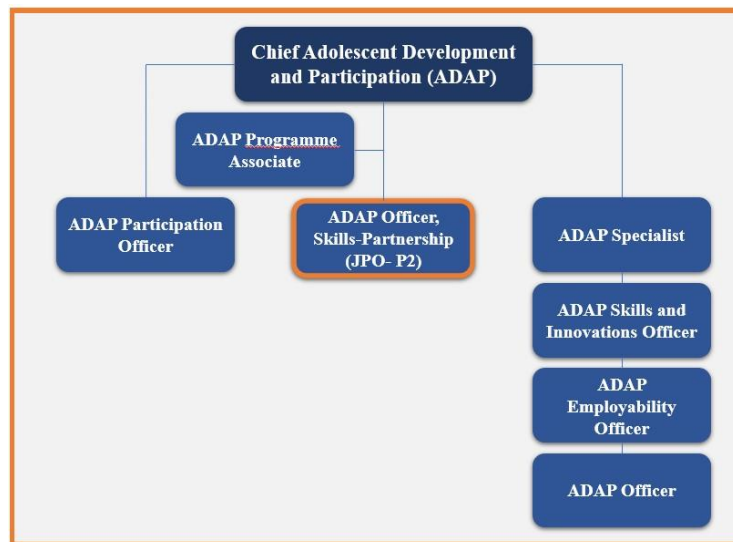 Chief Adolescent Development
and Participation (ADAP)
ADAP Programme
Associate
ADAP Participation
Officer
ADAP Officer,
Skills-Partnership
(JPO- P2)
ADAP Specialist
ADAP Skills and
Innovations Officer
ADAP
Employability
Officer
ADAP Officer